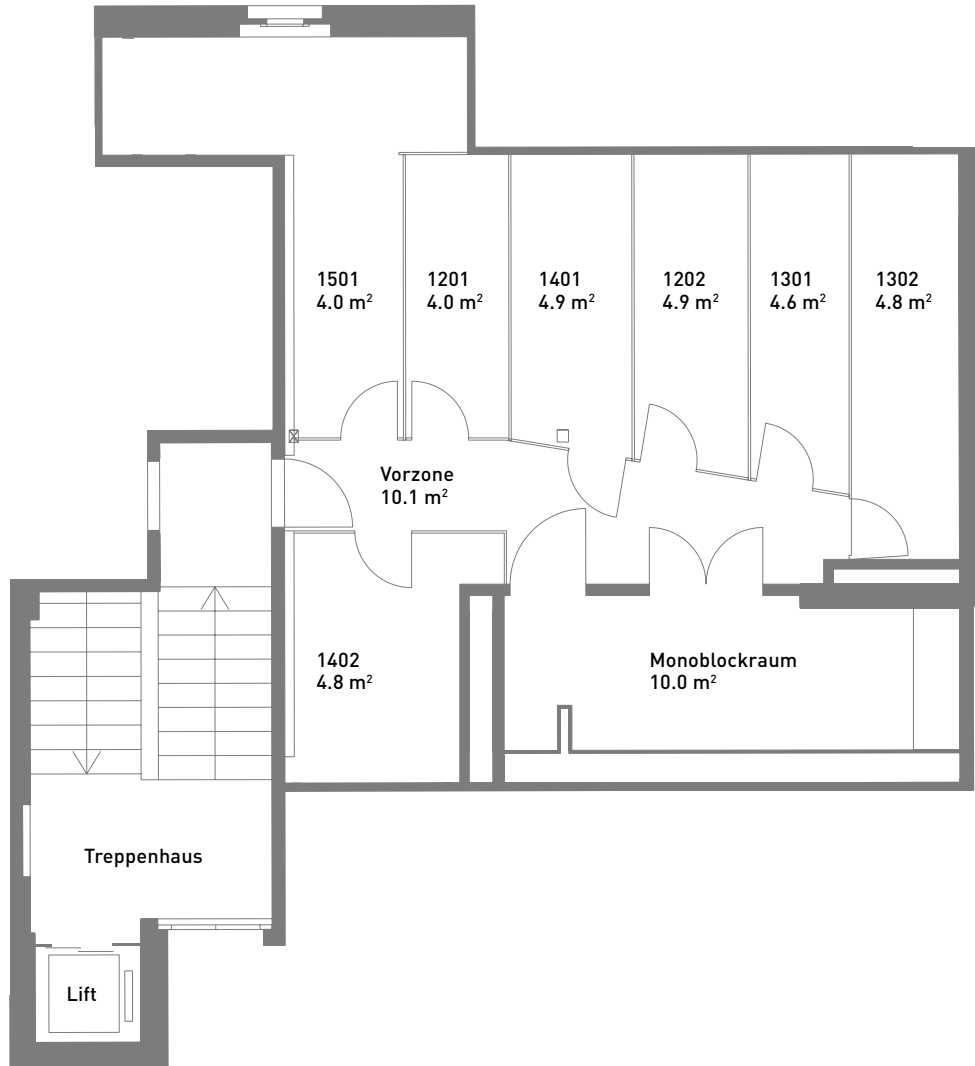 1501
4.0 m²
1201
4.0 m²
1401
4.9 m²
1202
4.9 m²
1301
4.6 m²
1302
4.8 m²
Vorzone
10.1 m²
1402
4.8 m²
Monoblockraum
10.0 m²
Treppenhaus
Lift